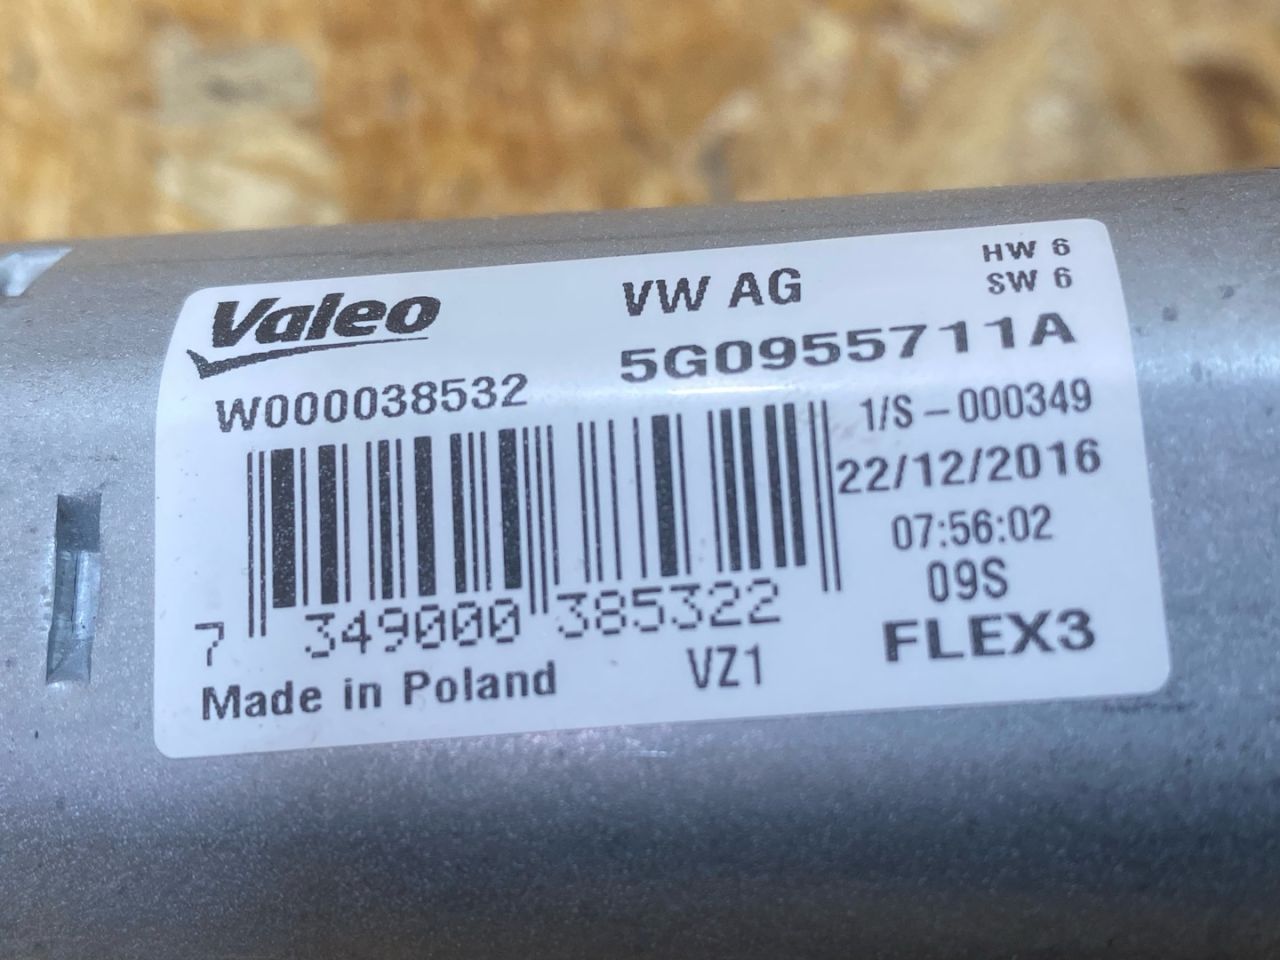 Valeo
VW AG
HW 6
SW 6
5G0955711A
W000038532
1/S - 000349
22/12/2016
07:56:02
09S
7 349000 385322
FLEX3
Made in Poland
VZ1